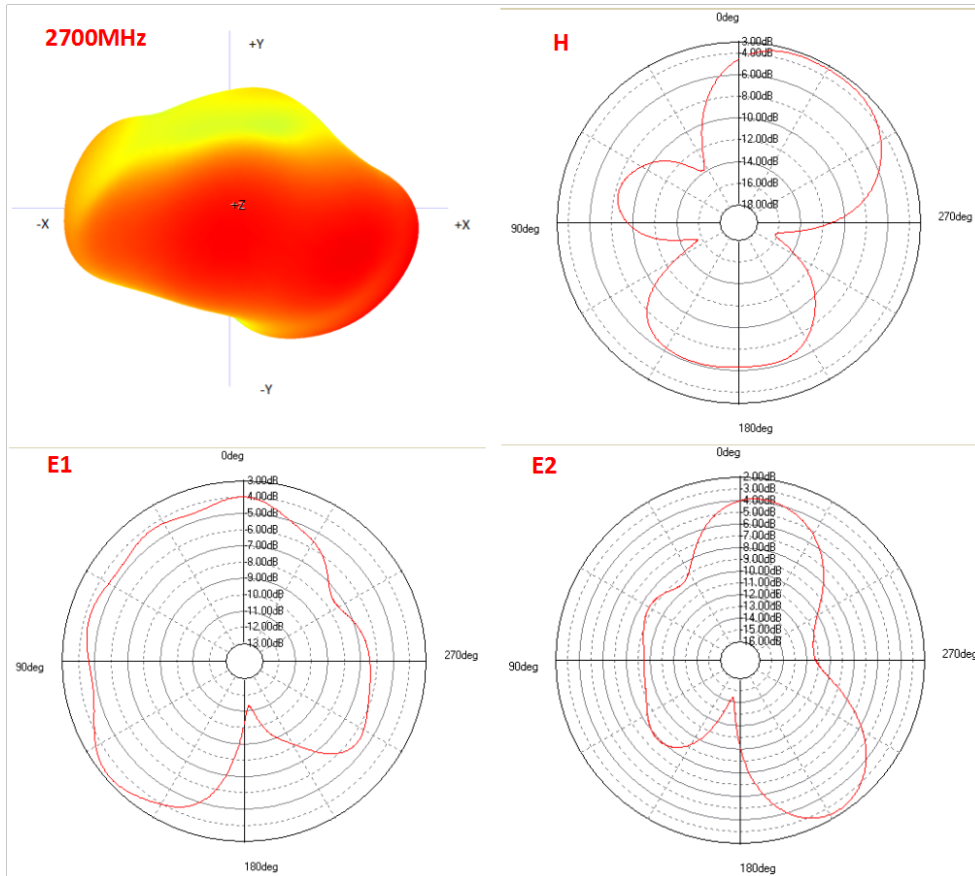 2700MHz
+Y
-X
+Z
+X
-Y
H
0deg
3.00dB
4.00dB
6.00dB
8.00dB
10.00dB
12.00dB
14.00dB
16.00dB
18.00dB
90deg
270deg
180deg
E1
0deg
3.00dB
4.00dB
5.00dB
6.00dB
7.00dB
8.00dB
9.00dB
10.00dB
11.00dB
12.00dB
13.00dB
90deg
270deg
180deg
E2
0deg
2.00dB
3.00dB
4.00dB
5.00dB
6.00dB
7.00dB
8.00dB
9.00dB
10.00dB
11.00dB
12.00dB
13.00dB
14.00dB
15.00dB
16.00dB
90deg
270deg
180deg